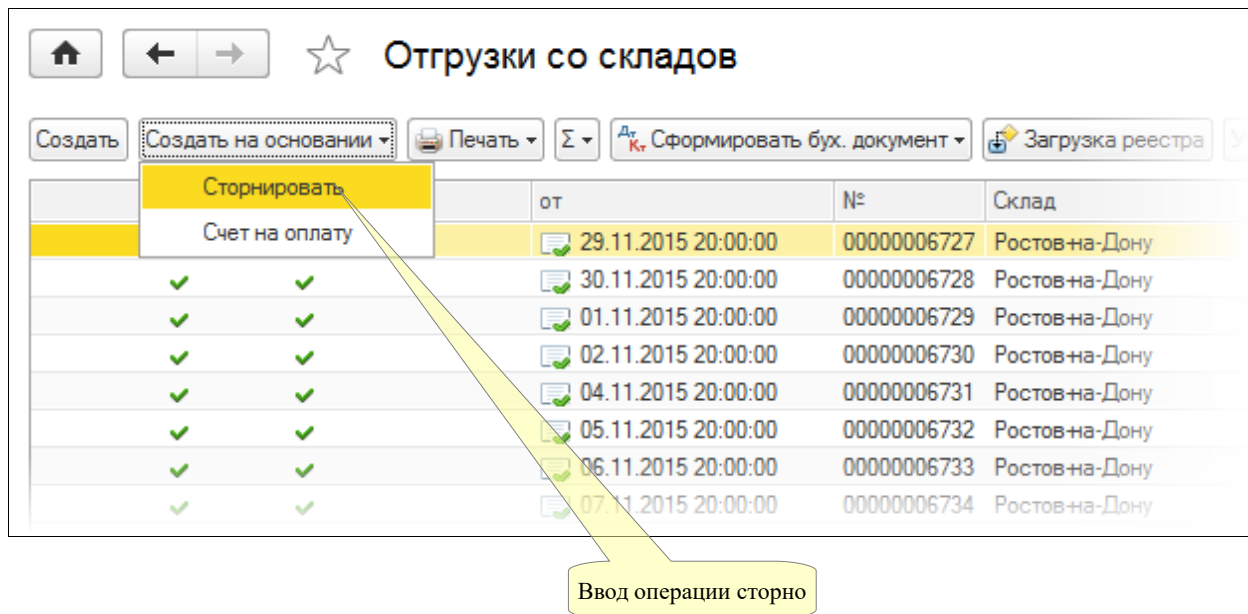 Отгрузки со складов
Создать Создать на основании Печать Σ Дт Кт Сформировать бух. документ Загрузка реестра
Сторнировать
Счет на оплату
от № Склад
29.11.2015 20:00:00 00000006727 Ростов-на-Дону
30.11.2015 20:00:00 00000006728 Ростов-на-Дону
01.11.2015 20:00:00 00000006729 Ростов-на-Дону
02.11.2015 20:00:00 00000006730 Ростов-на-Дону
04.11.2015 20:00:00 00000006731 Ростов-на-Дону
05.11.2015 20:00:00 00000006732 Ростов-на-Дону
06.11.2015 20:00:00 00000006733 Ростов-на-Дону
07.11.2015 20:00:00 00000006734 Ростов-на-Дону
Ввод операции сторно